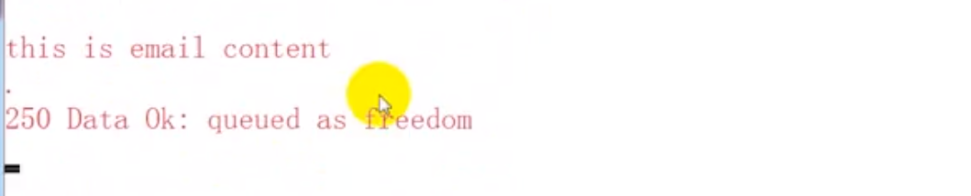 this is email content
.
250 Data Ok: queued as freedom